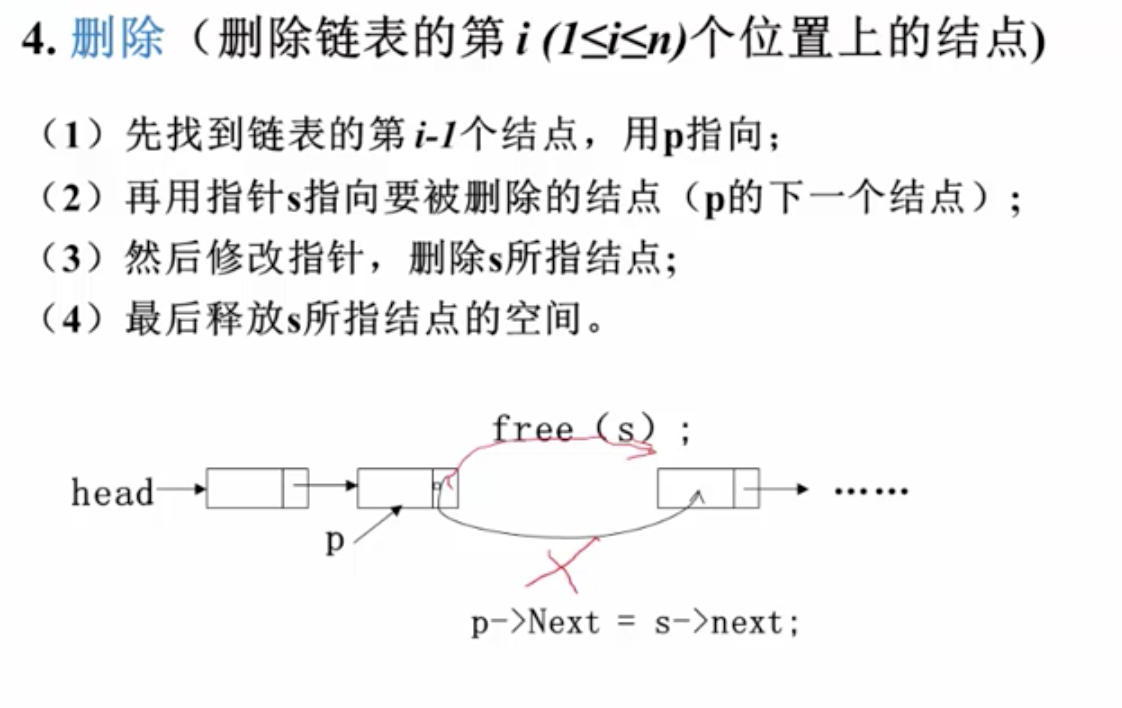 4. 删除（删除链表的第 i (1≤i≤n)个位置上的结点)
（1）先找到链表的第 i-1个结点，用p指向；
（2）再用指针s指向要被删除的结点（p的下一个结点）；
（3）然后修改指针，删除s所指结点；
（4）最后释放s所指结点的空间。
free（s）;
head
......
p
p->Next = s->next;